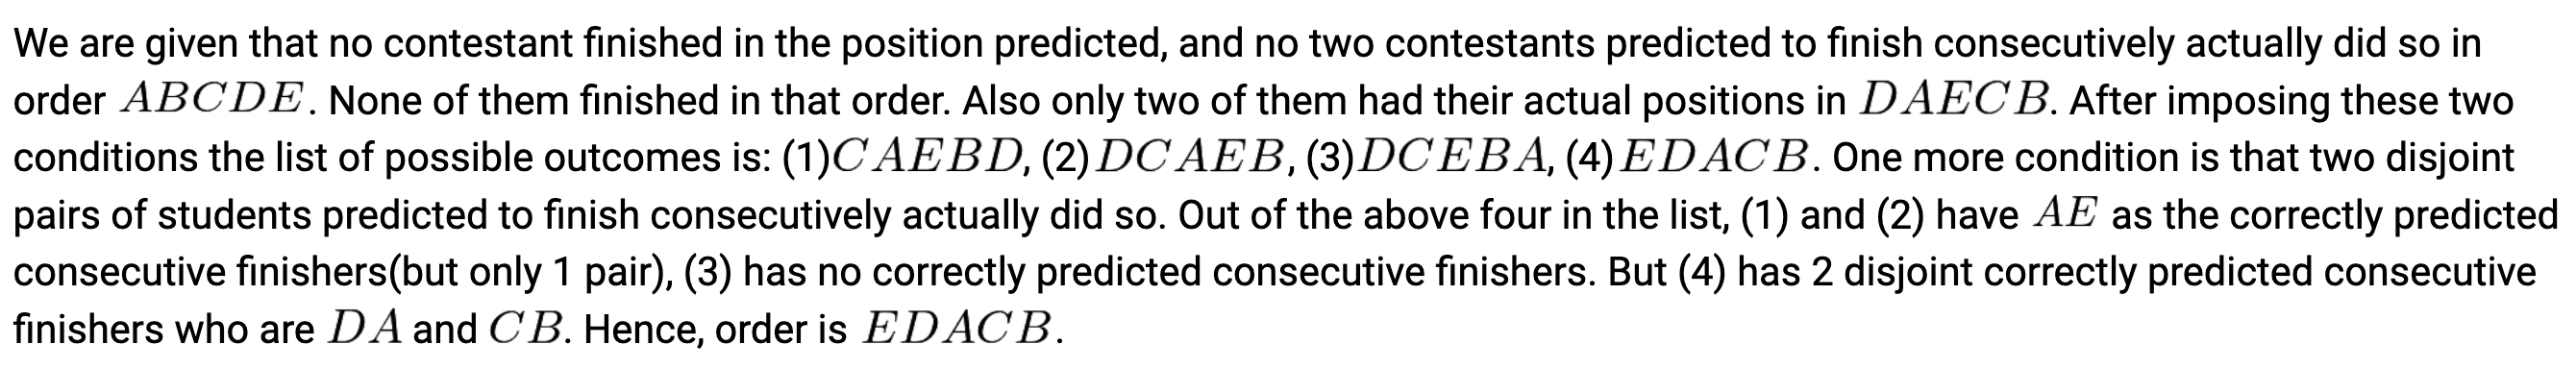 We are given that no contestant finished in the position predicted, and no two contestants predicted to finish consecutively actually did so in
order ABCDE. None of them finished in that order. Also only two of them had their actual positions in DAECB. After imposing these two
conditions the list of possible outcomes is: (1)CAEBD, (2)DCAEB, (3)DCEBA, (4)EDACB. One more condition is that two disjoint
pairs of students predicted to finish consecutively actually did so. Out of the above four in the list, (1) and (2) have AE as the correctly predicted
consecutive finishers(but only 1 pair), (3) has no correctly predicted consecutive finishers. But (4) has 2 disjoint correctly predicted consecutive
finishers who are DA and CB. Hence, order is EDACB.